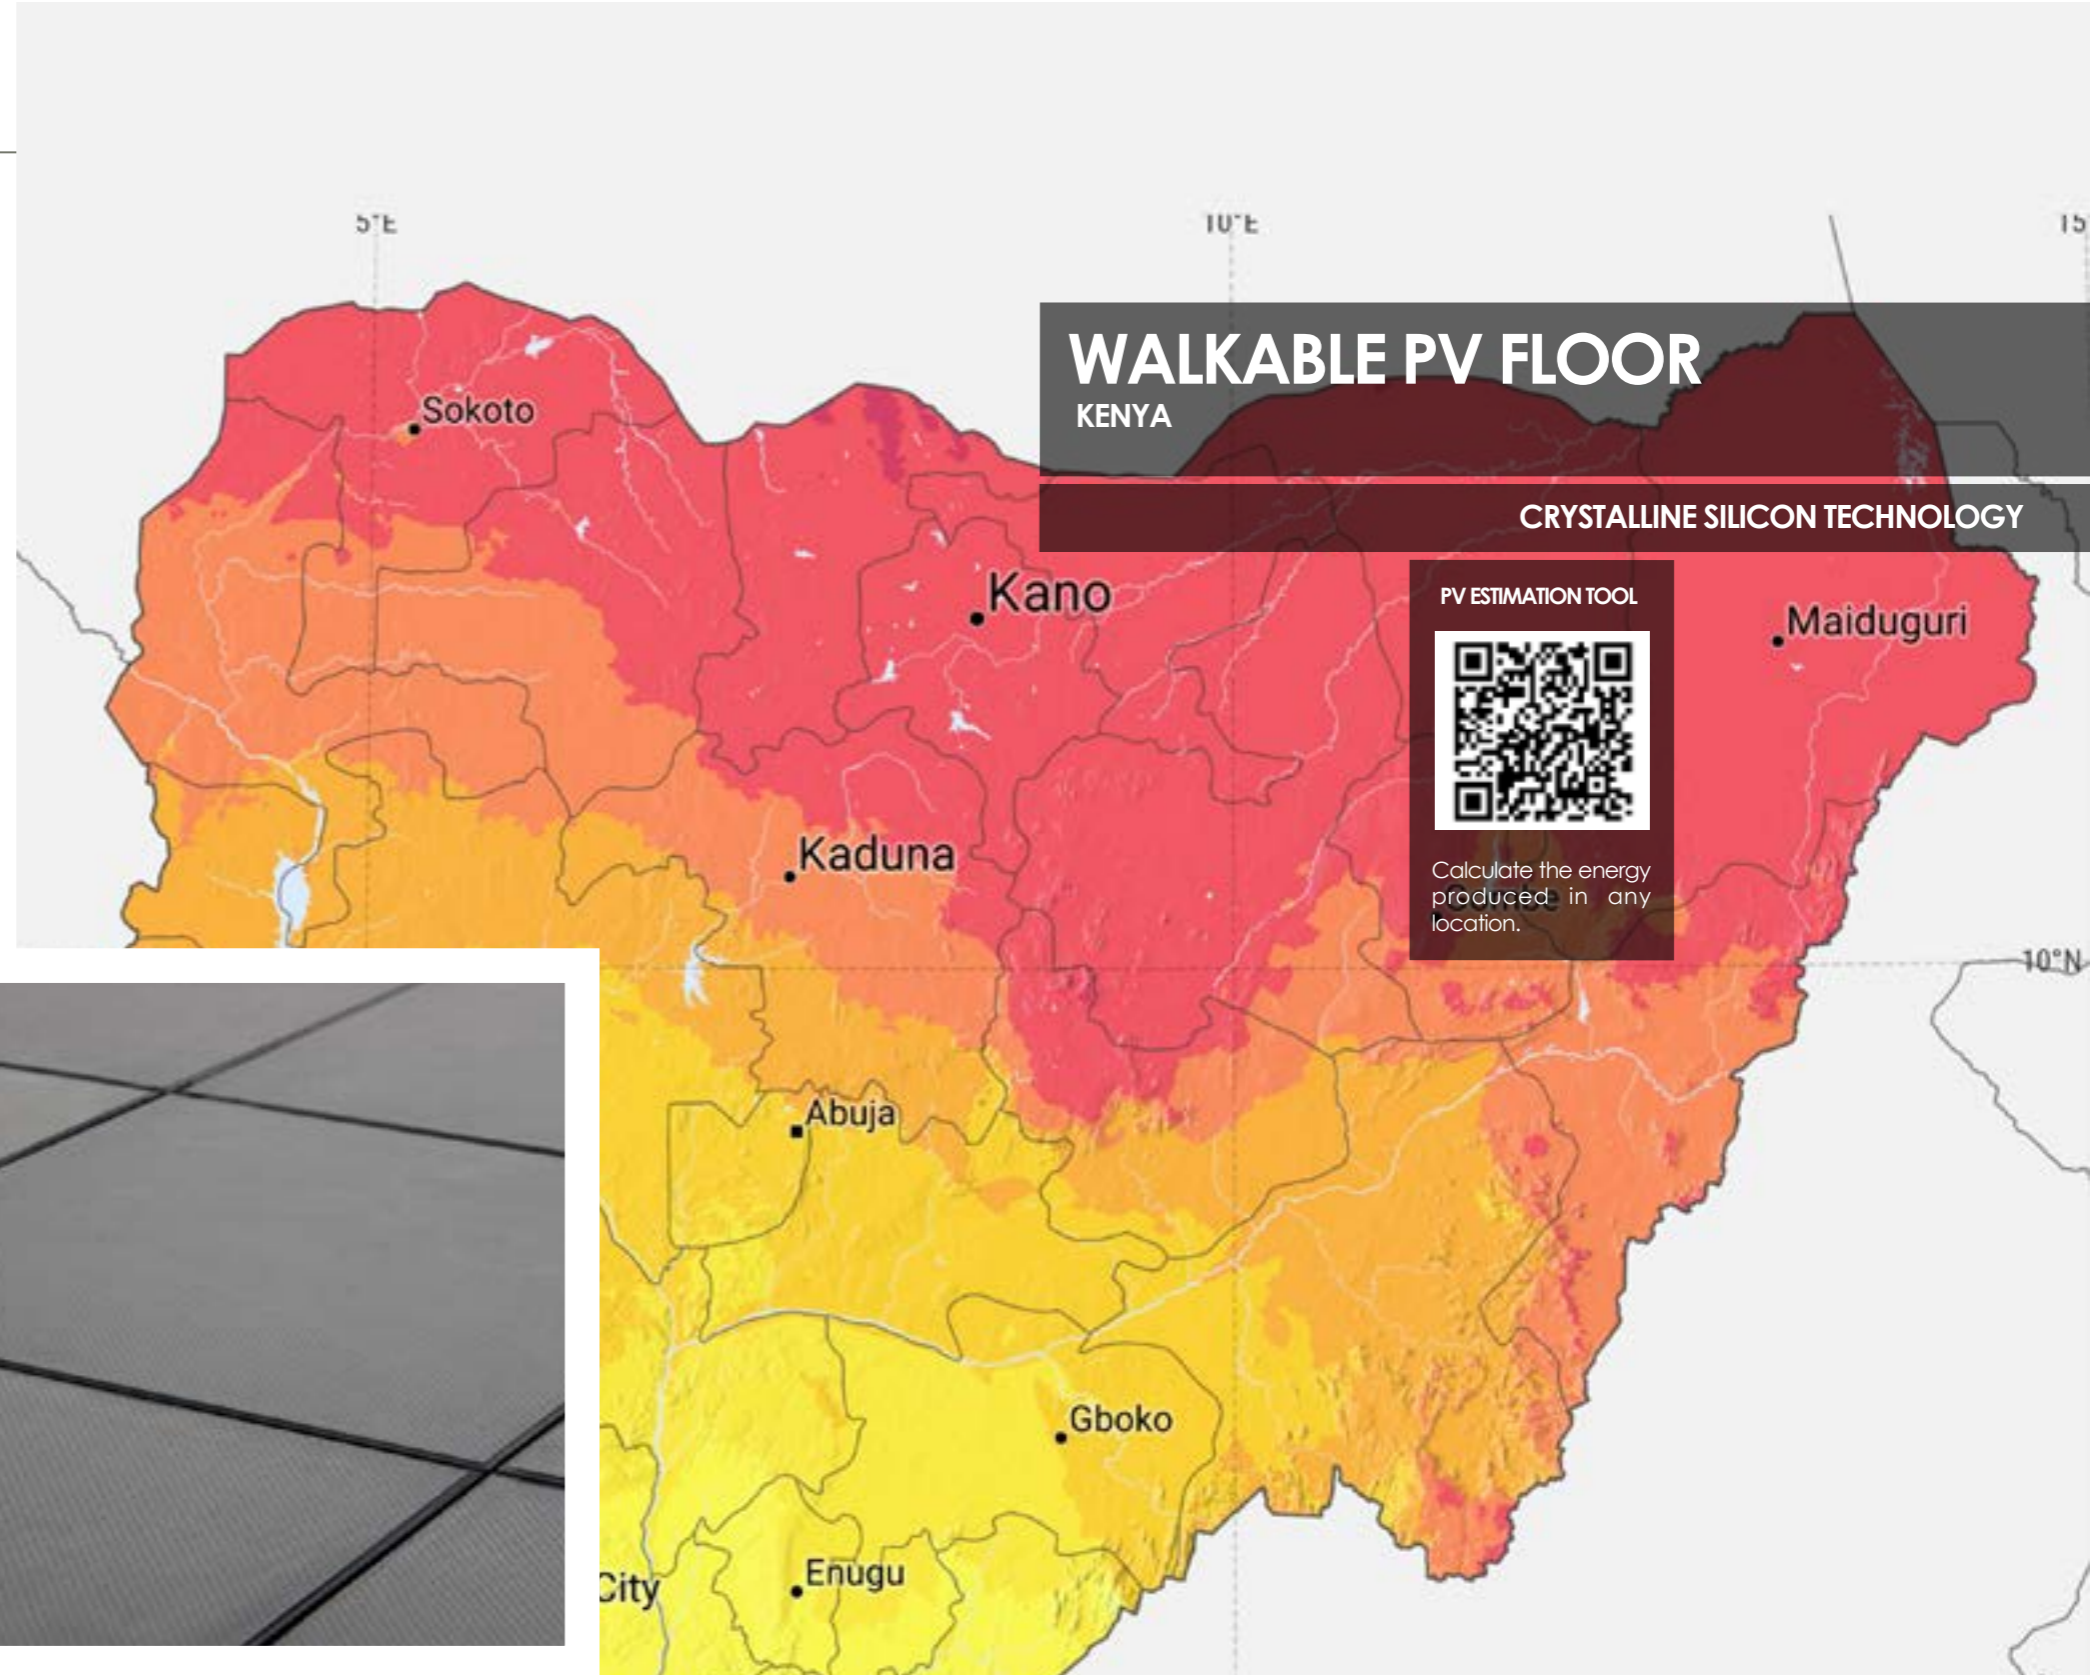 5°E
10°E
15
WALKABLE PV FLOOR
KENYA
Sokoto
CRYSTALLINE SILICON TECHNOLOGY
Kano
PV ESTIMATION TOOL
Maiduguri
Kaduna
Calculate the energy
produced in any
location.
Gombe
10°N
Abuja
Gboko
Enugu
City